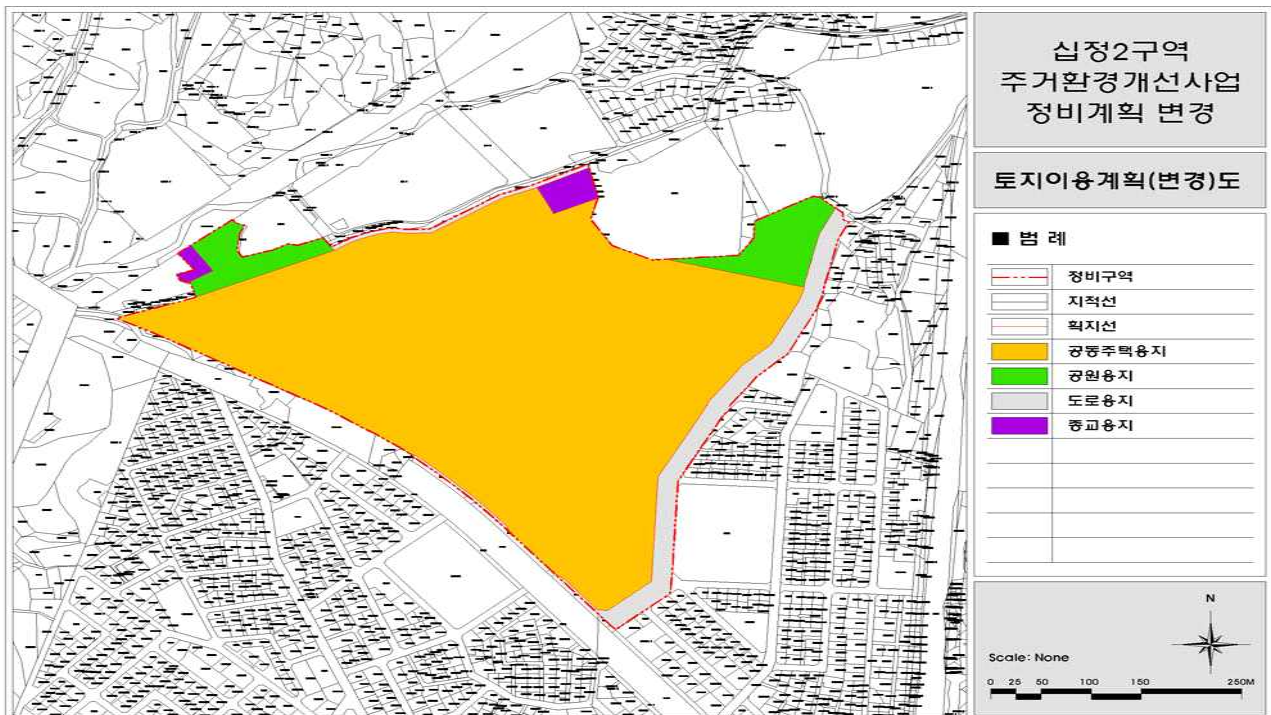 십정2구역
주거환경개선사업
정비계획 변경
토지이용계획(변경)도
■ 범 례
정비구역
지적선
획지선
공동주택용지
공원용지
도로용지
종교용지
N
Scale: None
0 25 50 100 150 250M